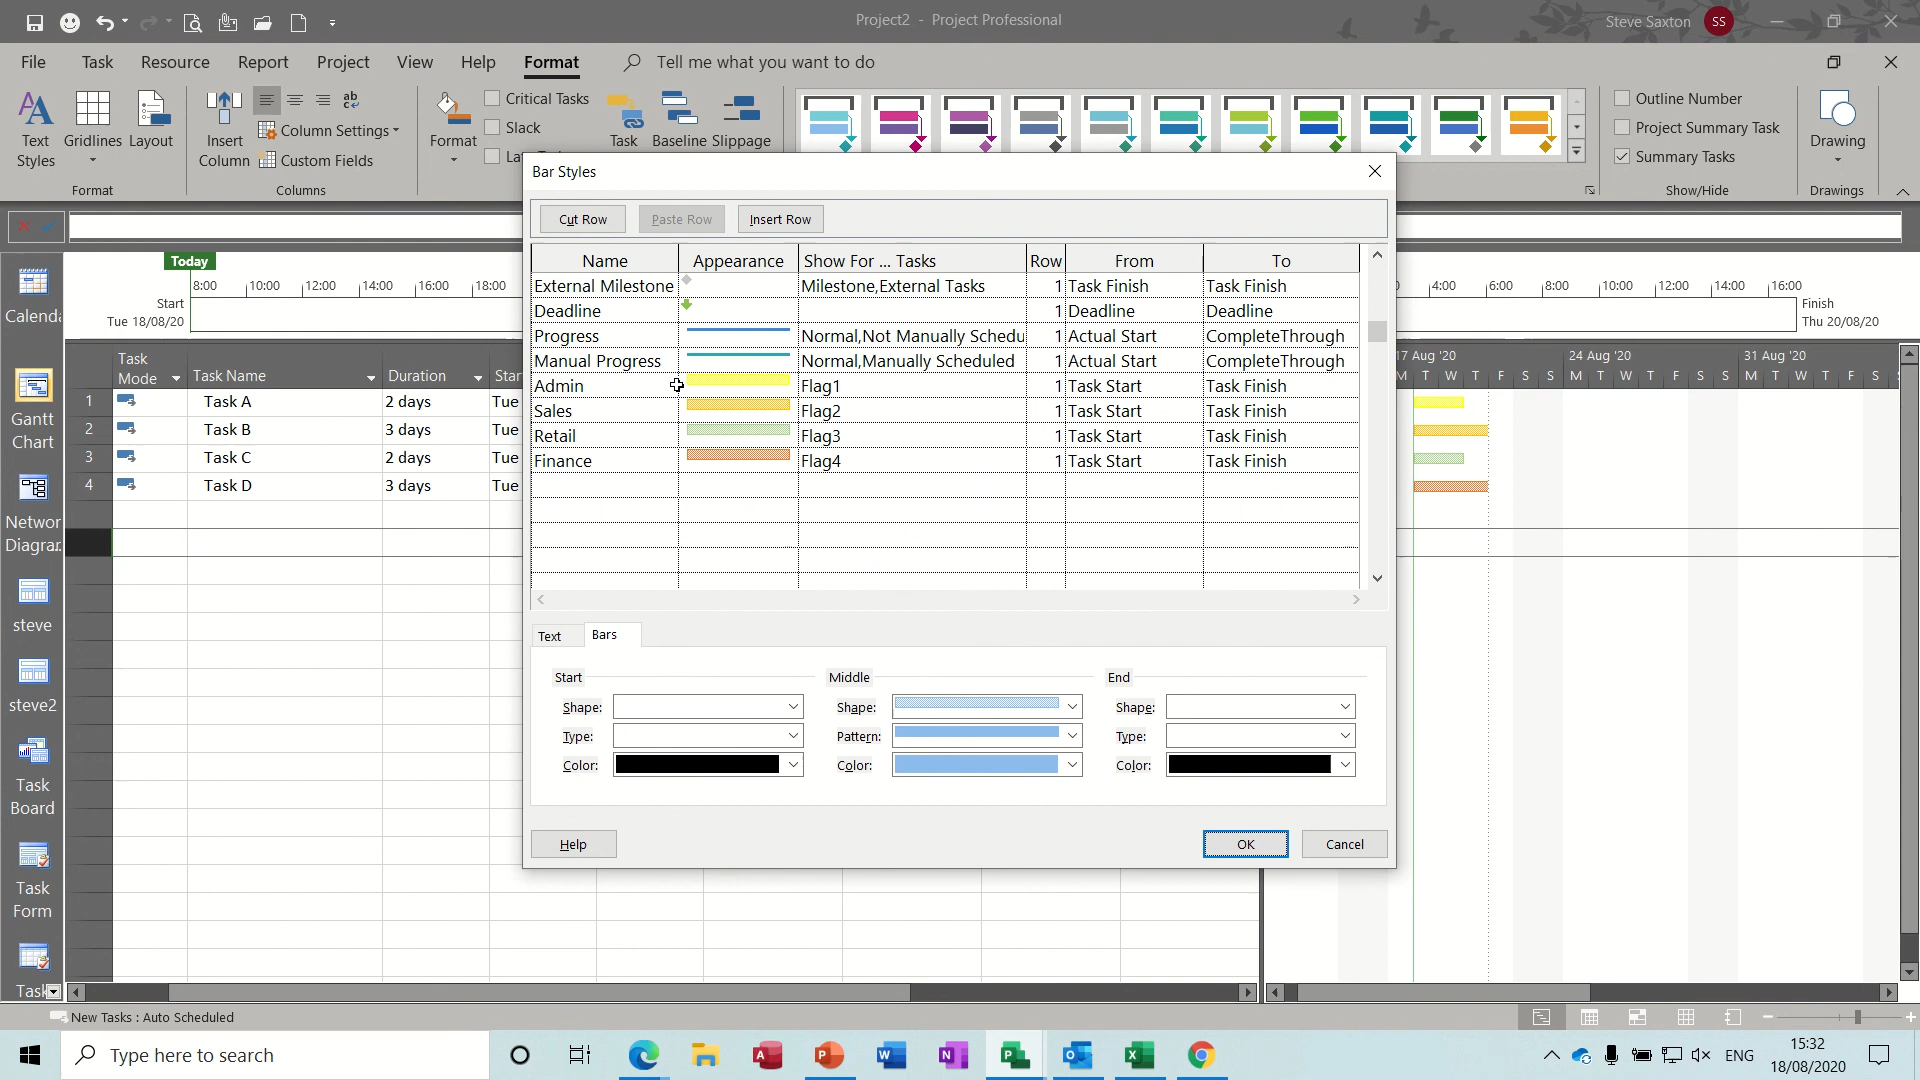 Project2 - Project Professional
Steve Saxton
SS
File Task Resource Report Project View Help Format Tell me what you want to do
Text
Styles
Gridlines
Layout
Format
Insert
Column
ab
Column Settings
Custom Fields
Columns
Format
Critical Tasks
Slack
Task
Baseline
Slippage
Outline Number
Project Summary Task
Summary Tasks
Show/Hide
Drawing
Drawings
Bar Styles
Cut Row Paste Row Insert Row
Name Appearance Show For ... Tasks Row From To
External Milestone Milestone,External Tasks 1 Task Finish Task Finish
Deadline 1 Deadline Deadline
Progress Normal,Not Manually Schedu 1 Actual Start CompleteThrough
Manual Progress Normal,Manually Scheduled 1 Actual Start CompleteThrough
Admin Flag1 1 Task Start Task Finish
Sales Flag2 1 Task Start Task Finish
Retail Flag3 1 Task Start Task Finish
Finance Flag4 1 Task Start Task Finish
Text Bars
Start Middle End
Shape: Shape: Shape:
Type: Pattern: Type:
Color: Color: Color:
Help OK Cancel
Today
8:00 10:00 12:00 14:00 16:00 18:00
4:00 6:00 8:00 10:00 12:00 14:00 16:00
Start
Tue 18/08/20
Finish
Thu 20/08/20
Task
Mode
Task Name Duration Star
1 Task A 2 days Tue
2 Task B 3 days Tue
3 Task C 2 days Tue
4 Task D 3 days Tue
17 Aug '20 24 Aug '20 31 Aug '20
M T W T F S S M T W T F S S M T W T F S
Calenda
Gantt
Chart
Networ
Diagran
steve
steve2
Task
Board
Task
Form
Task
New Tasks : Auto Scheduled
Type here to search
ENG
15:32
18/08/2020